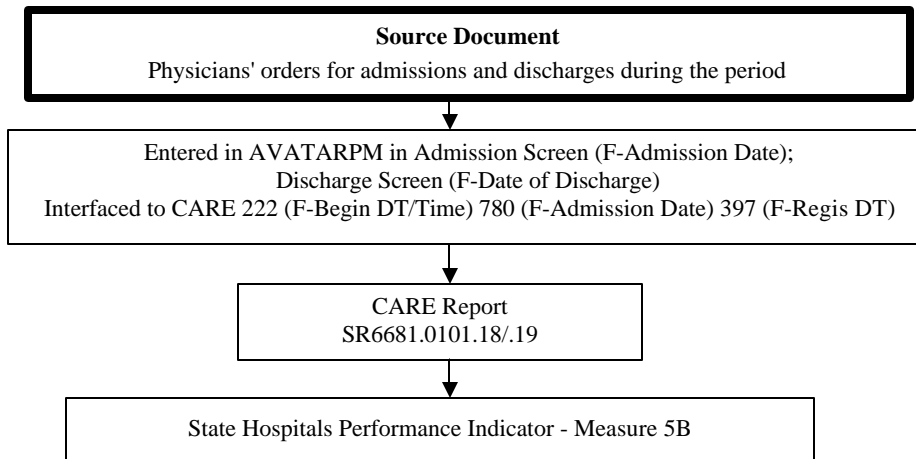 Source Document
Physicians' orders for admissions and discharges during the period
Entered in AVATARPM in Admission Screen (F-Admission Date);
Discharge Screen (F-Date of Discharge)
Interfaced to CARE 222 (F-Begin DT/Time) 780 (F-Admission Date) 397 (F-Regis DT)
CARE Report
SR6681.0101.18/.19
State Hospitals Performance Indicator - Measure 5B